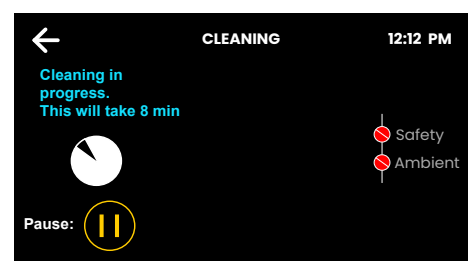 CLEANING
12:12 PM
Cleaning in
progress.
This will take 8 min
Safety
Ambient
Pause: